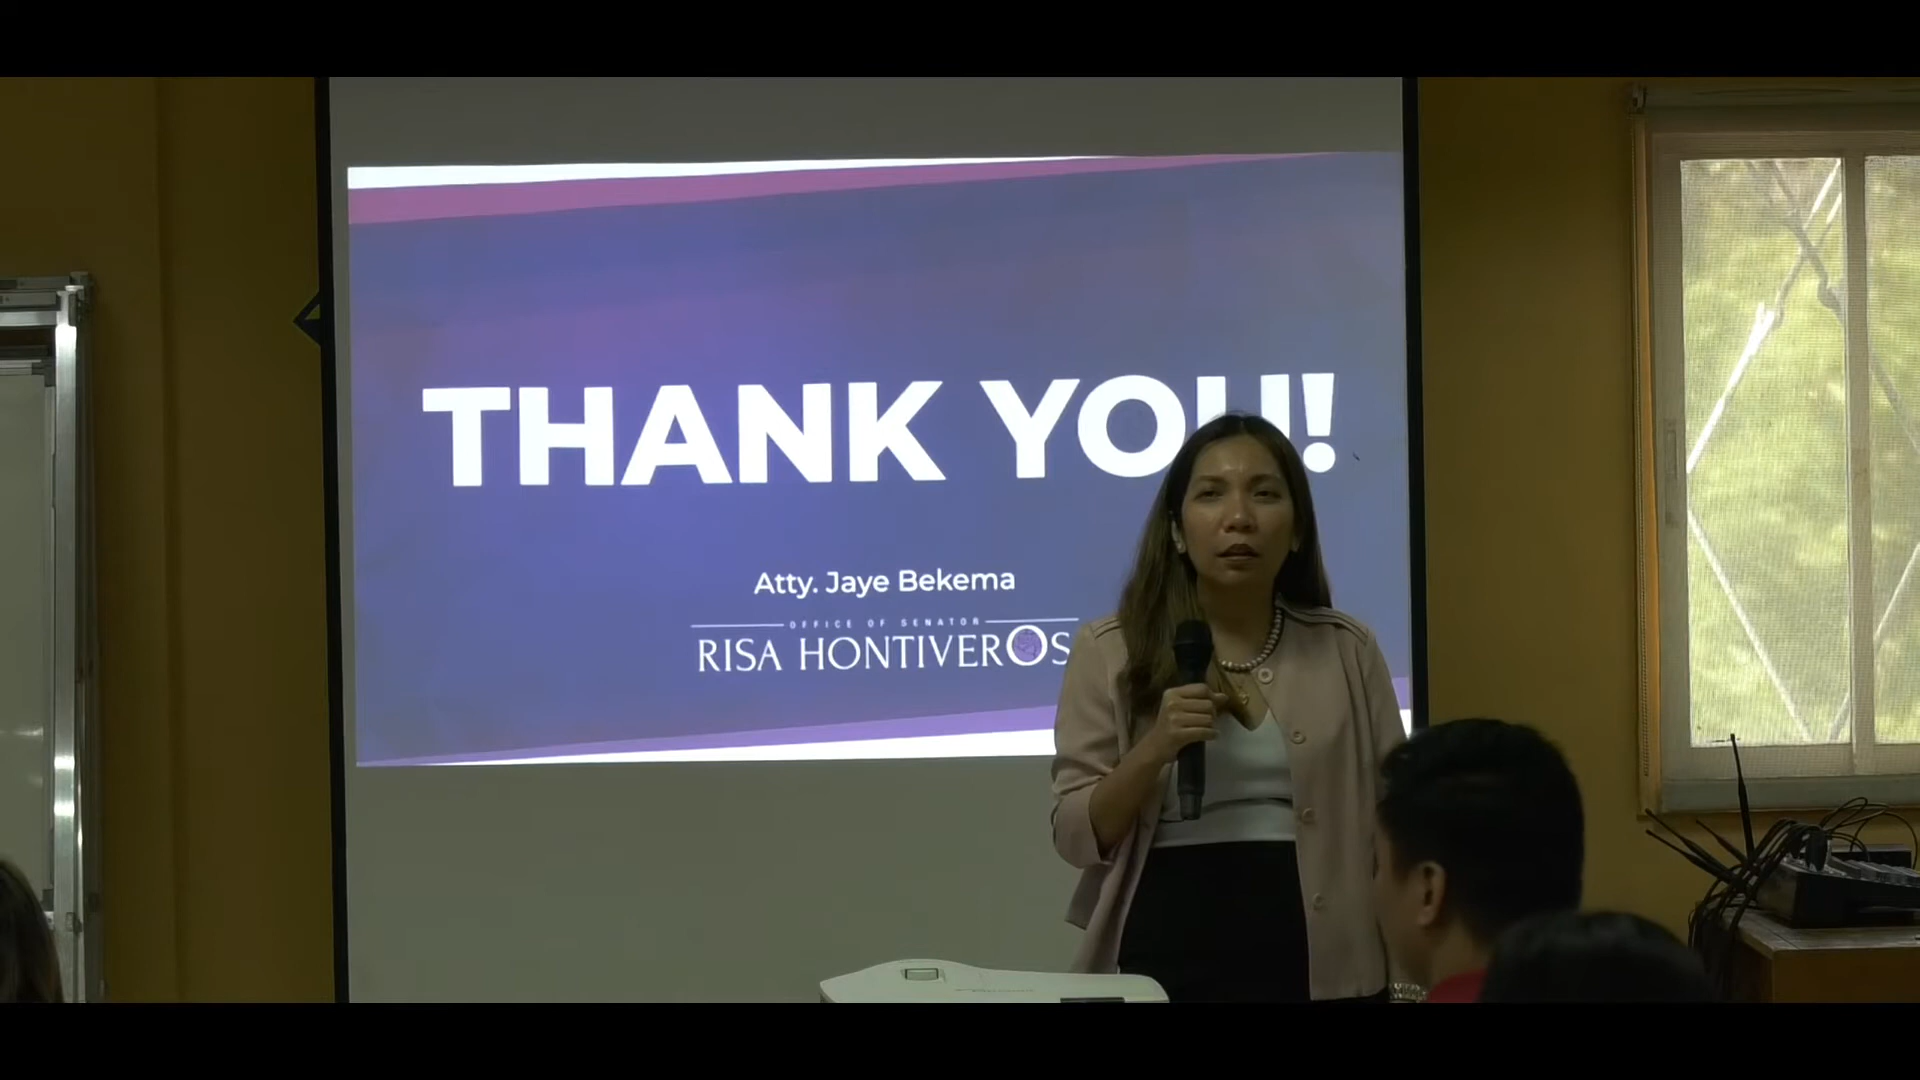 THANK YOU!
Atty. Jaye Bekema
OFFICE OF SENATOR
RISA HONTIVEROS